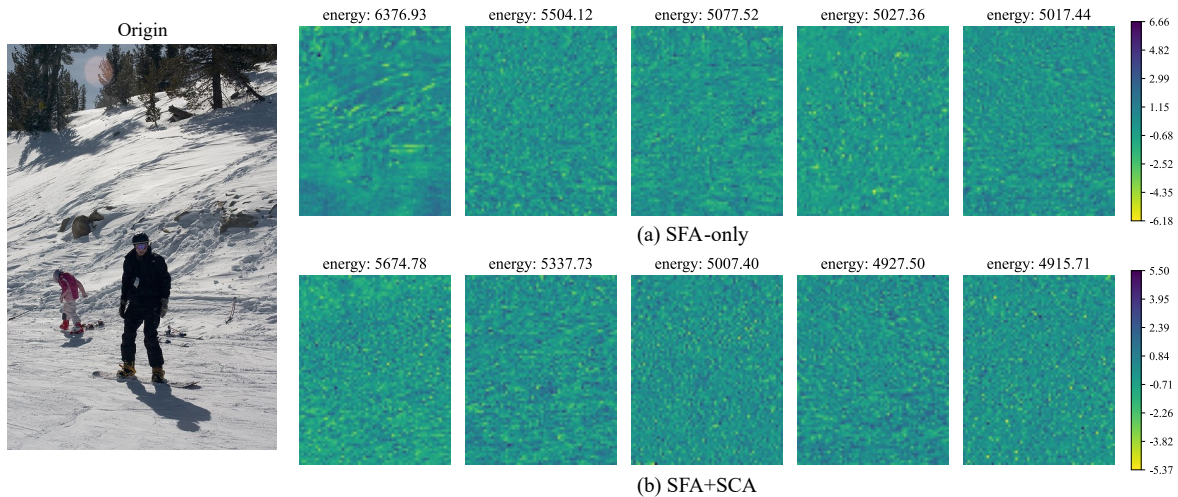 Origin
energy: 6376.93
energy: 5504.12
energy: 5077.52
energy: 5027.36
energy: 5017.44
6.66
4.82
2.99
1.15
-0.68
-2.52
-4.35
-6.18
(a) SFA-only
energy: 5674.78
energy: 5337.73
energy: 5007.40
energy: 4927.50
energy: 4915.71
5.50
3.95
2.39
0.84
-0.71
-2.26
-3.82
-5.37
(b) SFA+SCA